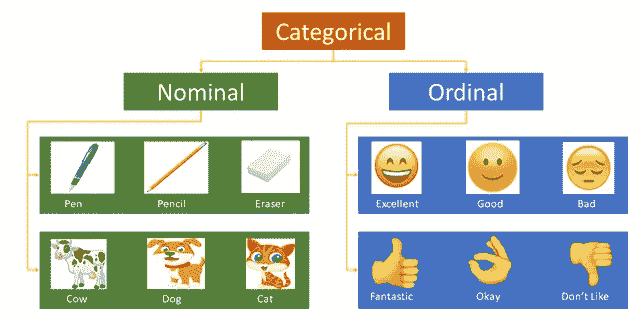 Categorical
Nominal
Ordinal
Pen Pencil Eraser
Excellent Good Bad
Cow Dog Cat
Fantastic Okay Don't Like